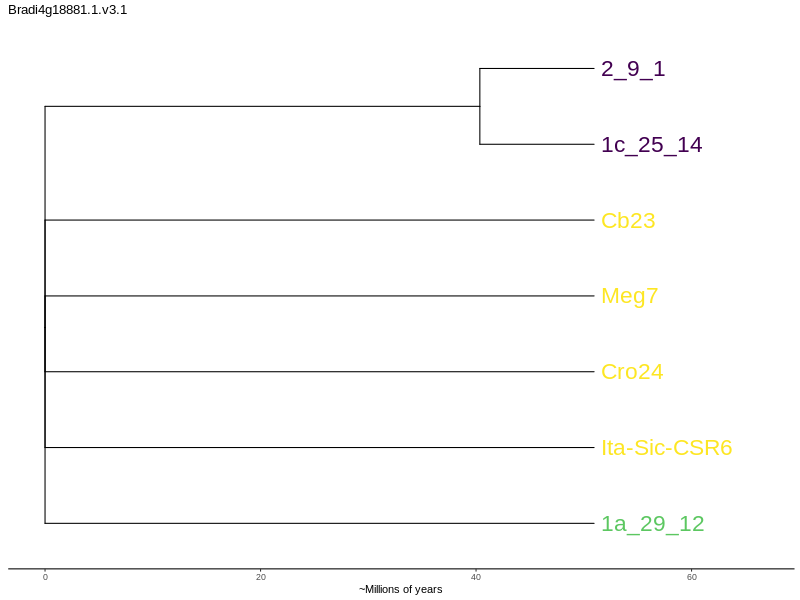 Bradi4g18881.1.v3.1
2_9_1
1c_25_14
Cb23
Meg7
Cro24
Ita-Sic-CSR6
1a_29_12
0 20 40 60
~Millions of years